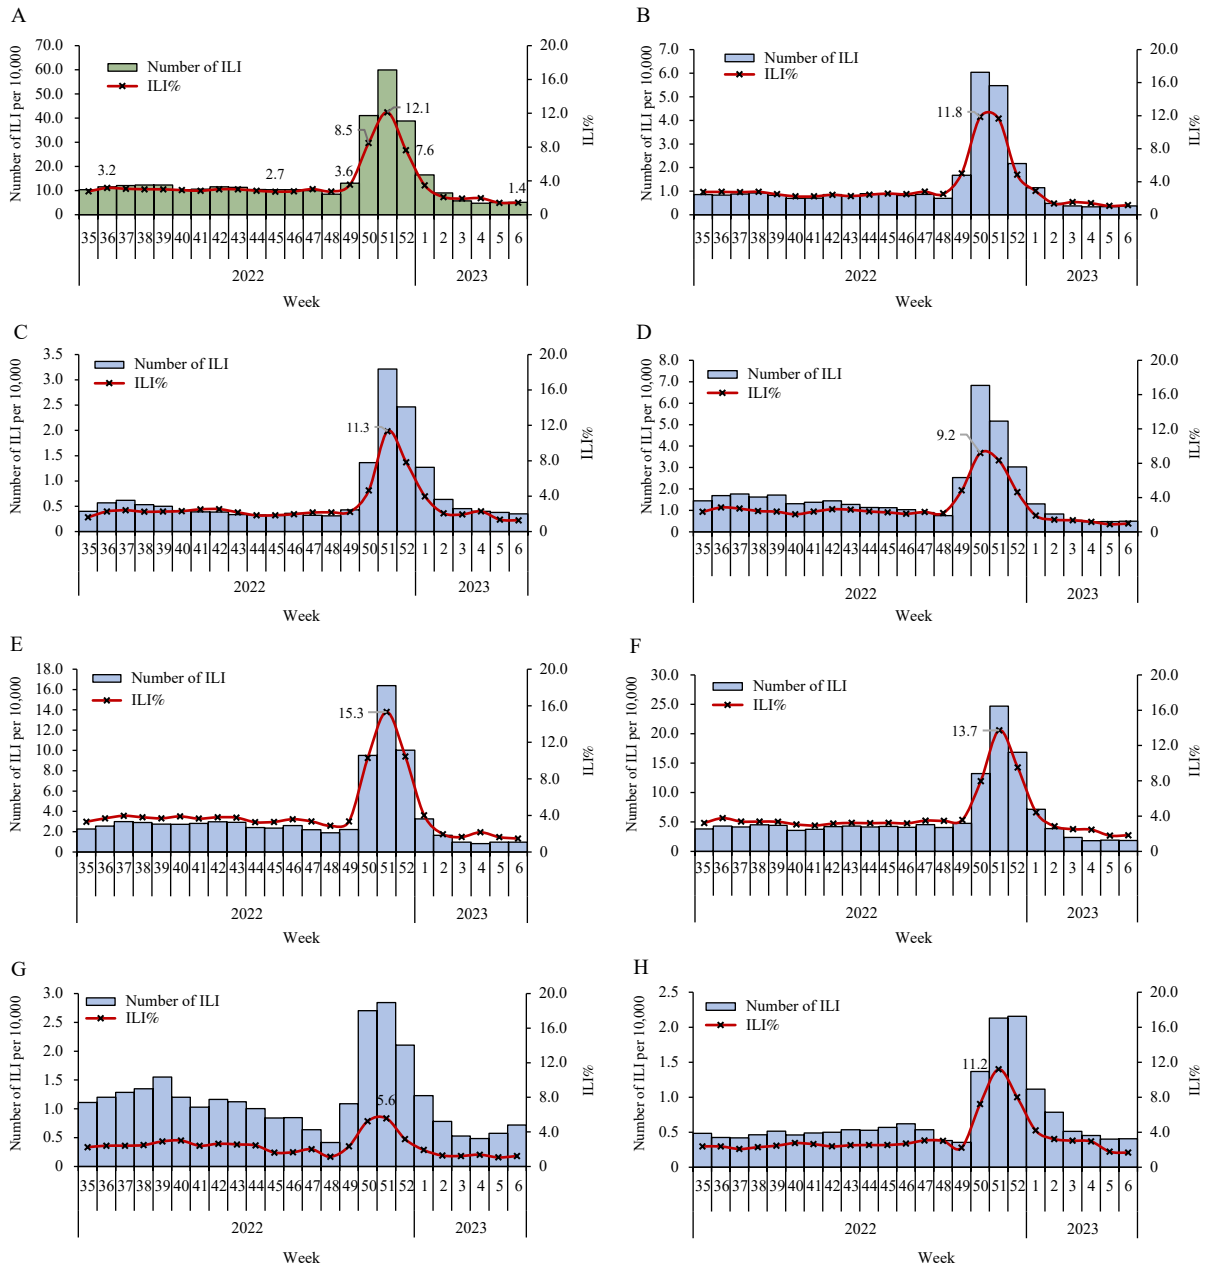 A
Number of ILI per 10,000
70.0
60.0
50.0
40.0
30.0
20.0
10.0
0
20.0
16.0
12.0
8.0
4.0
0
ILI%
Number of ILI
ILI%
3.2
2.7
3.6
8.5
12.1
7.6
1.4
35 36 37 38 39 40 41 42 43 44 45 46 47 48 49 50 51 52 1 2 3 4 5 6
2022 2023
Week
B
Number of ILI per 10,000
7.0
6.0
5.0
4.0
3.0
2.0
1.0
0
20.0
16.0
12.0
8.0
4.0
0
ILI%
Number of ILI
ILI%
11.8
35 36 37 38 39 40 41 42 43 44 45 46 47 48 49 50 51 52 1 2 3 4 5 6
2022 2023
Week
C
Number of ILI per 10,000
3.5
3.0
2.5
2.0
1.5
1.0
0.5
0
20.0
16.0
12.0
8.0
4.0
0
ILI%
Number of ILI
ILI%
11.3
35 36 37 38 39 40 41 42 43 44 45 46 47 48 49 50 51 52 1 2 3 4 5 6
2022 2023
Week
D
Number of ILI per 10,000
8.0
7.0
6.0
5.0
4.0
3.0
2.0
1.0
0
20.0
16.0
12.0
8.0
4.0
0
ILI%
Number of ILI
ILI%
9.2
35 36 37 38 39 40 41 42 43 44 45 46 47 48 49 50 51 52 1 2 3 4 5 6
2022 2023
Week
E
Number of ILI per 10,000
18.0
16.0
14.0
12.0
10.0
8.0
6.0
4.0
2.0
0
20.0
16.0
12.0
8.0
4.0
0
ILI%
Number of ILI
ILI%
15.3
35 36 37 38 39 40 41 42 43 44 45 46 47 48 49 50 51 52 1 2 3 4 5 6
2022 2023
Week
F
Number of ILI per 10,000
30.0
25.0
20.0
15.0
10.0
5.0
0
20.0
16.0
12.0
8.0
4.0
0
ILI%
Number of ILI
ILI%
13.7
35 36 37 38 39 40 41 42 43 44 45 46 47 48 49 50 51 52 1 2 3 4 5 6
2022 2023
Week
G
Number of ILI per 10,000
3.0
2.5
2.0
1.5
1.0
0.5
0
20.0
16.0
12.0
8.0
4.0
0
ILI%
Number of ILI
ILI%
5.6
35 36 37 38 39 40 41 42 43 44 45 46 47 48 49 50 51 52 1 2 3 4 5 6
2022 2023
Week
H
Number of ILI per 10,000
2.5
2.0
1.5
1.0
0.5
0
20.0
16.0
12.0
8.0
4.0
0
ILI%
Number of ILI
ILI%
11.2
35 36 37 38 39 40 41 42 43 44 45 46 47 48 49 50 51 52 1 2 3 4 5 6
2022 2023
Week